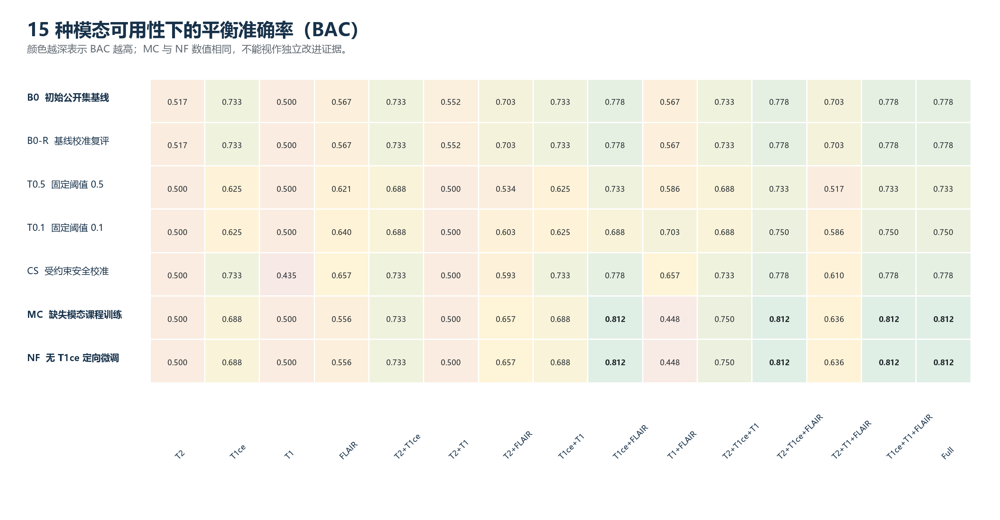 15 种模态可用性下的平衡准确率（BAC）
颜色越深表示 BAC 越高；MC 与 NF 数值相同，不能视作独立改进证据。
B0 初始公开集基线 0.517 0.733 0.500 0.567 0.733 0.552 0.703 0.733 0.778 0.567 0.733 0.778 0.703 0.778 0.778
B0-R 基线校准复评 0.517 0.733 0.500 0.567 0.733 0.552 0.703 0.733 0.778 0.567 0.733 0.778 0.703 0.778 0.778
T0.5 固定阈值 0.5 0.500 0.625 0.500 0.621 0.688 0.500 0.534 0.625 0.733 0.586 0.688 0.733 0.517 0.733 0.733
T0.1 固定阈值 0.1 0.500 0.625 0.500 0.640 0.688 0.500 0.603 0.625 0.688 0.703 0.688 0.750 0.586 0.750 0.750
CS 受约束安全校准 0.500 0.733 0.435 0.657 0.733 0.500 0.593 0.733 0.778 0.657 0.733 0.778 0.610 0.778 0.778
MC 缺失模态课程训练 0.500 0.688 0.500 0.556 0.733 0.500 0.657 0.688 0.812 0.448 0.750 0.812 0.636 0.812 0.812
NF 无 T1ce 定向微调 0.500 0.688 0.500 0.556 0.733 0.500 0.657 0.688 0.812 0.448 0.750 0.812 0.636 0.812 0.812
T2 T1ce T1 FLAIR T2+T1ce T2+T1 T2+FLAIR T1ce+T1 T1ce+FLAIR T1+FLAIR T2+T1ce+T1 T2+T1ce+FLAIR T2+T1+FLAIR T1ce+T1+FLAIR Full